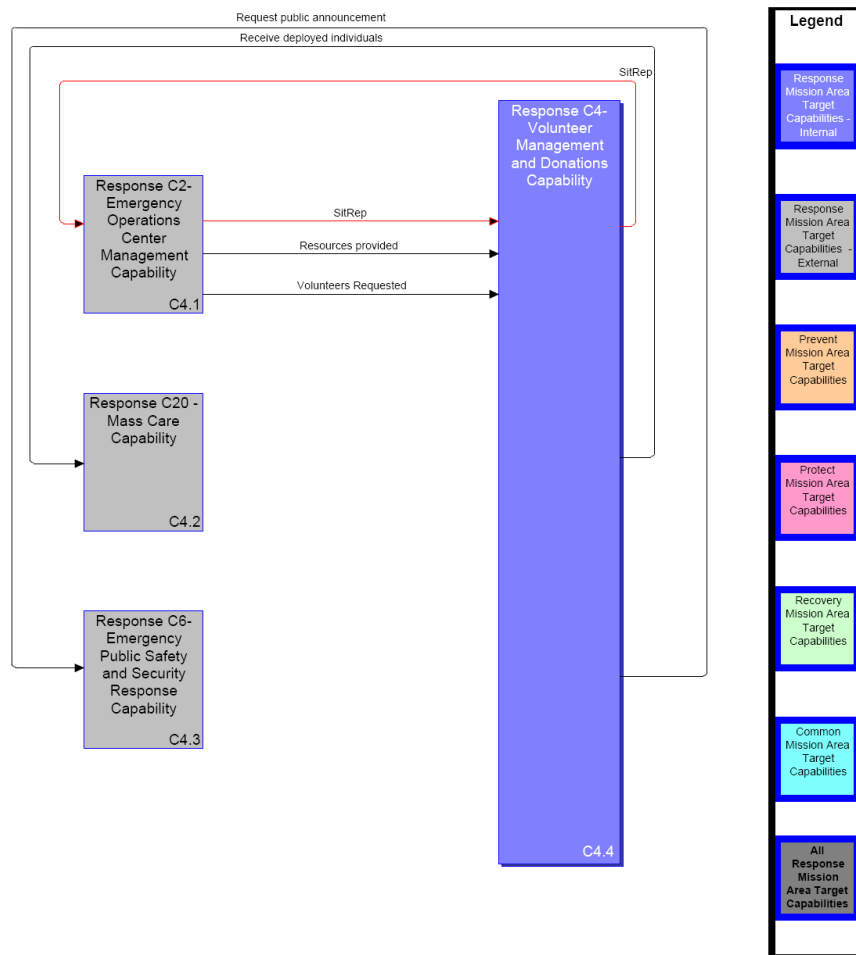 Request public announcement
Receive deployed individuals
SitRep
Response C4-
Volunteer
Management
and Donations
Capability
C4.4
Response C2-
Emergency
Operations
Center
Management
Capability
C4.1
SitRep
Resources provided
Volunteers Requested
Response C20 -
Mass Care
Capability
C4.2
Response C6-
Emergency
Public Safety
and Security
Response
Capability
C4.3
Legend
Response
Mission Area
Target
Capabilities -
Internal
Response
Mission Area
Target
Capabilities -
External
Prevent
Mission Area
Target
Capabilities
Protect
Mission Area
Target
Capabilities
Recovery
Mission Area
Target
Capabilities
Common
Mission Area
Target
Capabilities
All
Response
Mission
Area Target
Capabilities